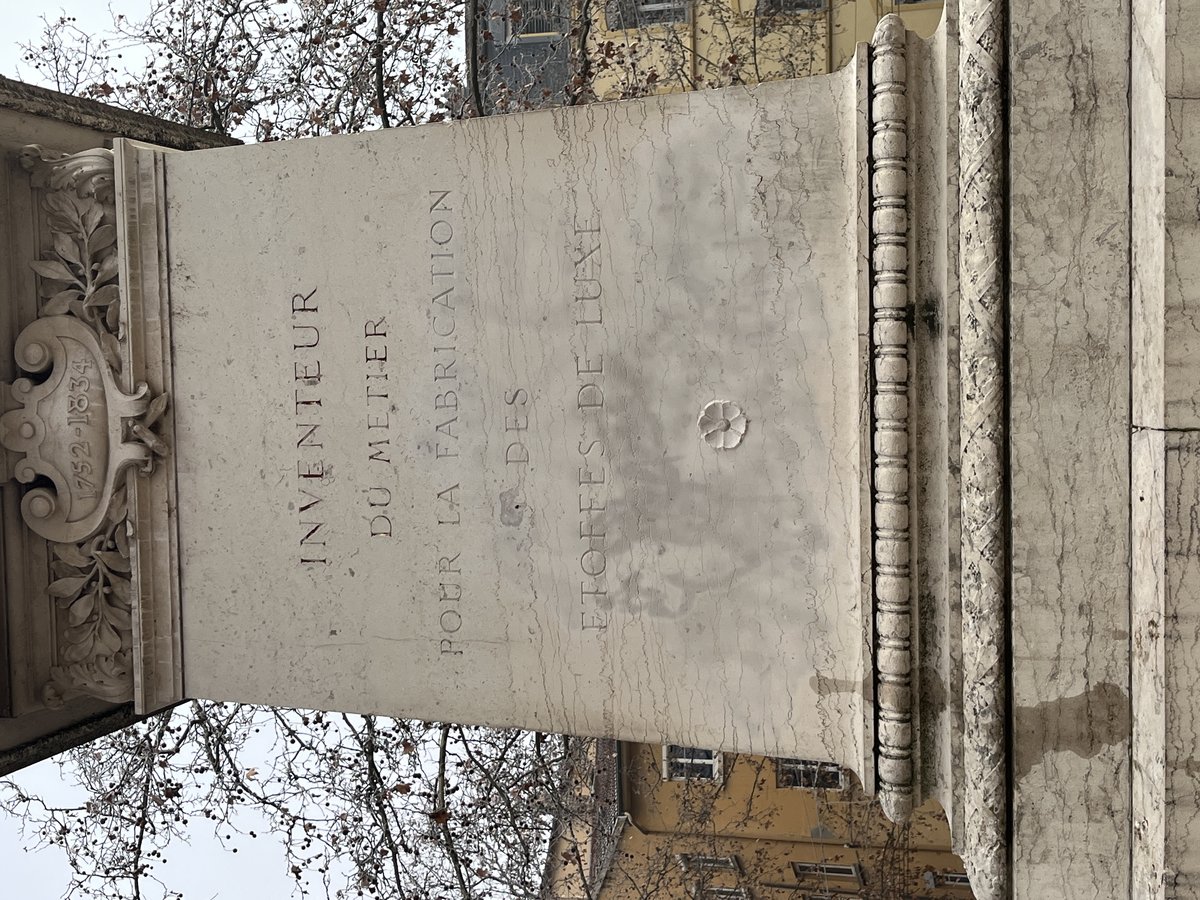 1752-1834
INVENTEUR
DU METIER
POUR LA FABRICATION
DES
ETOFFES DE LUXE